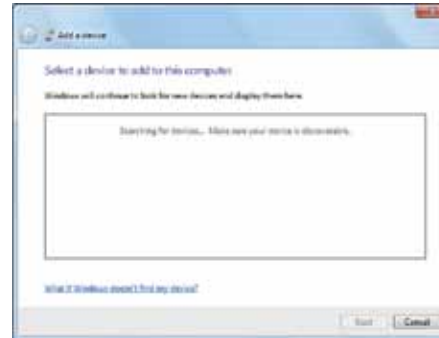 Add a device
Select a device to add to this computer
Windows will continue to look for new devices and display them here.
Searching for devices... Make sure your device is discoverable.
What if Windows doesn't find my device?
Next Cancel